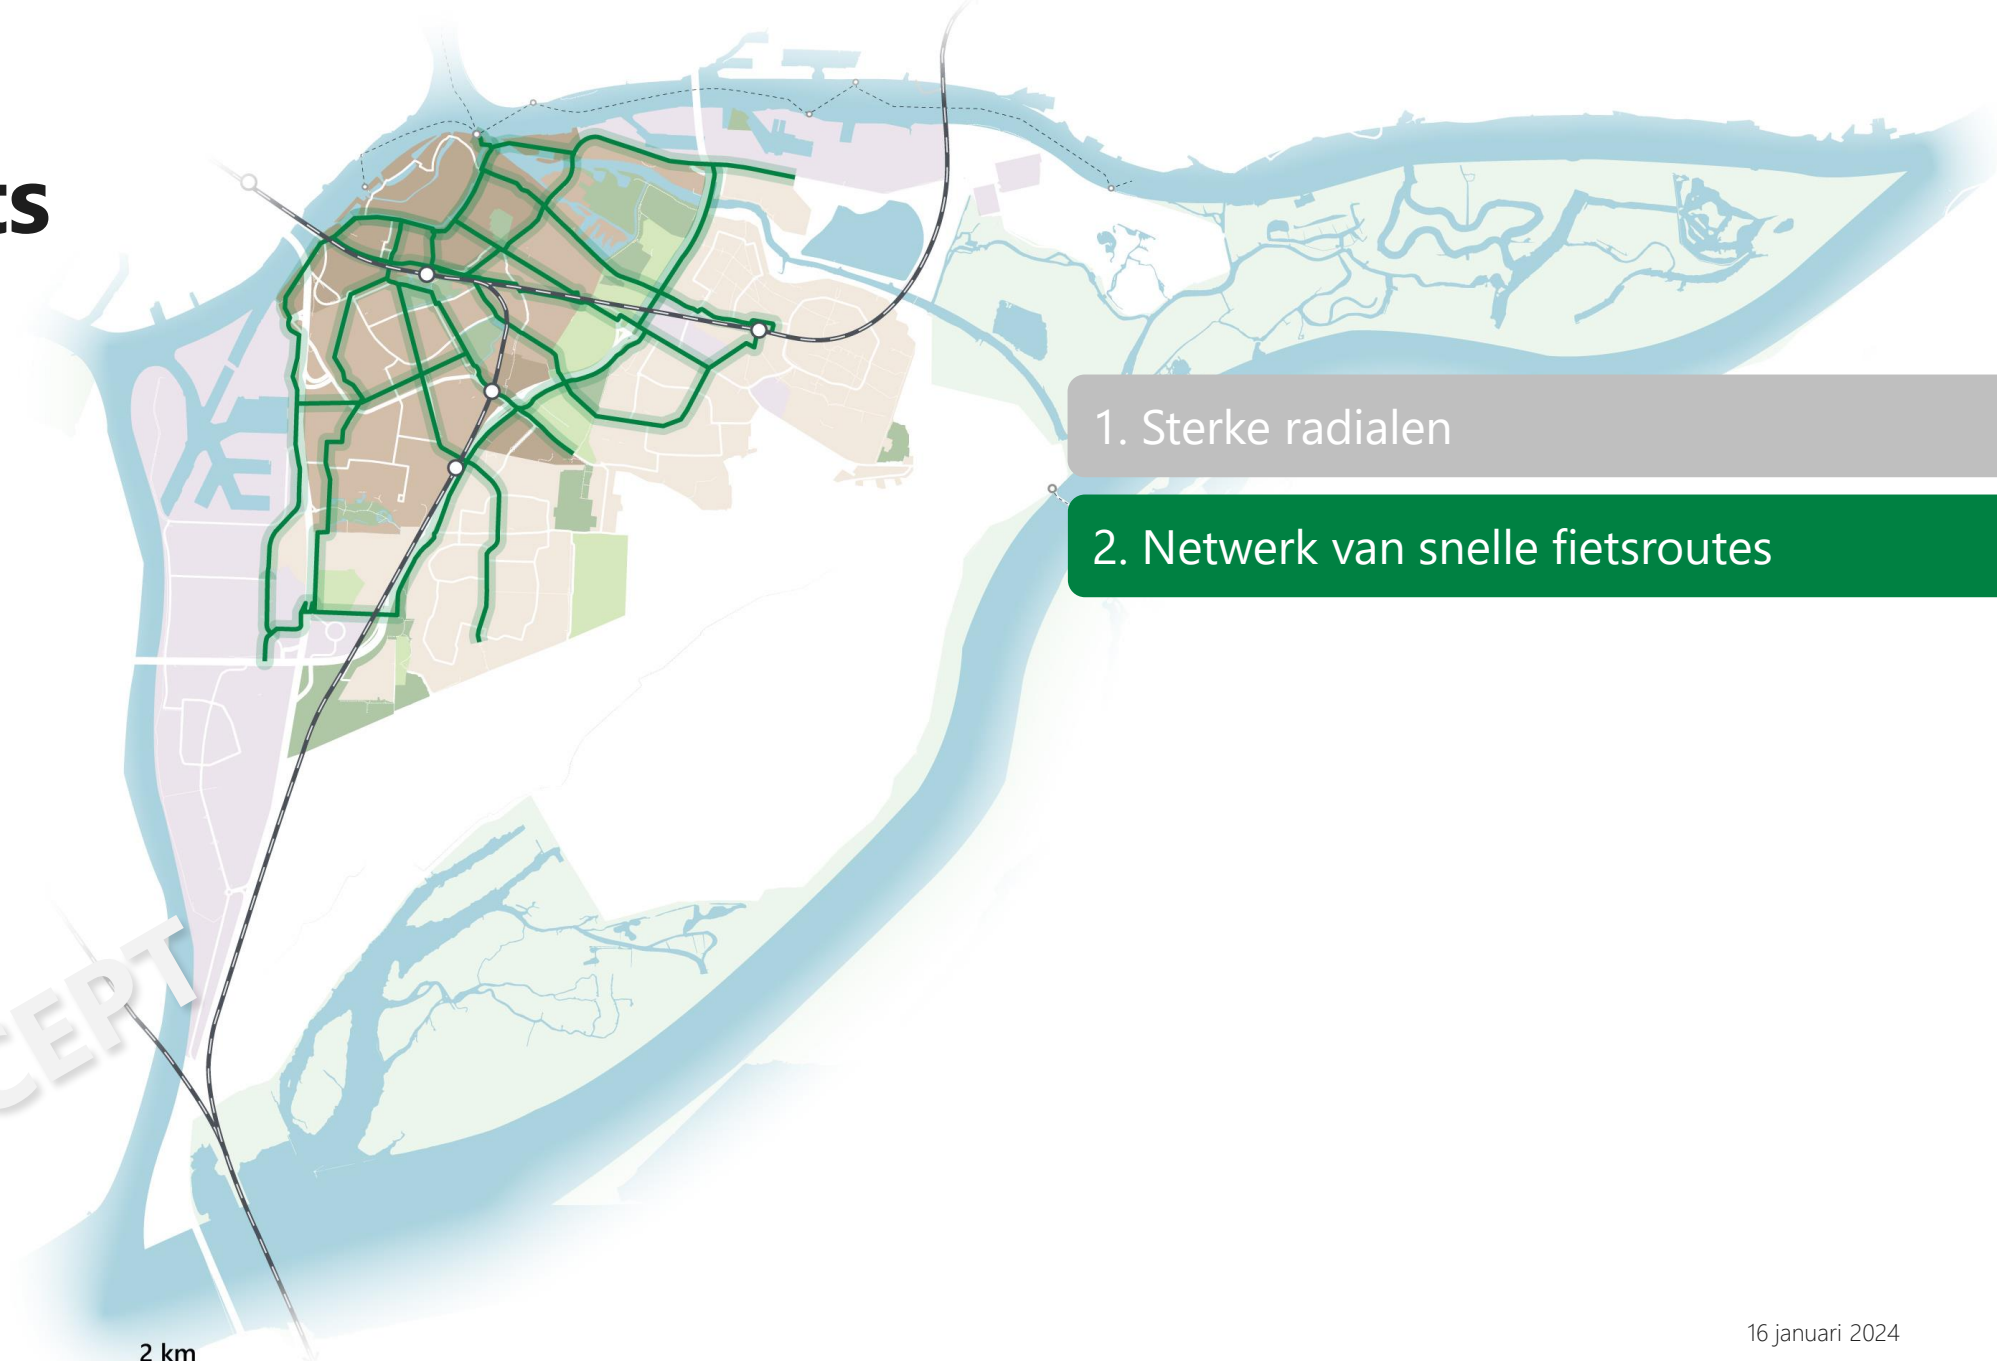 ts
1. Sterke radialen
2. Netwerk van snelle fietsroutes
CEPT
2 km
16 januari 2024